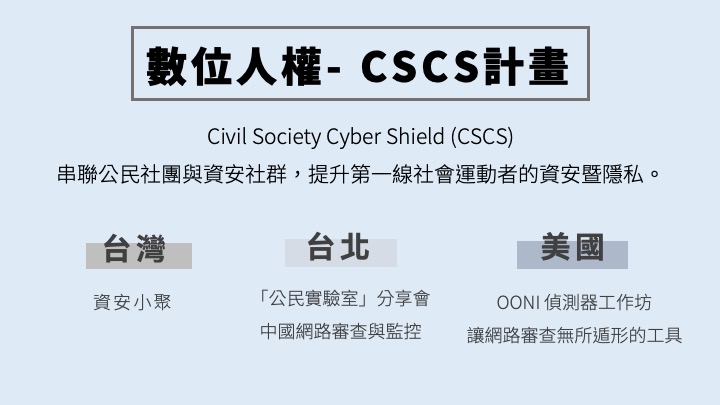 數位人權- CSCS計畫
Civil Society Cyber Shield (CSCS)
串聯公民社團與資安社群，提升第一線社會運動者的資安暨隱私。
台灣
資安小聚
台北
「公民實驗室」分享會
中國網路審查與監控
美國
OONI 偵測器工作坊
讓網路審查無所遁形的工具